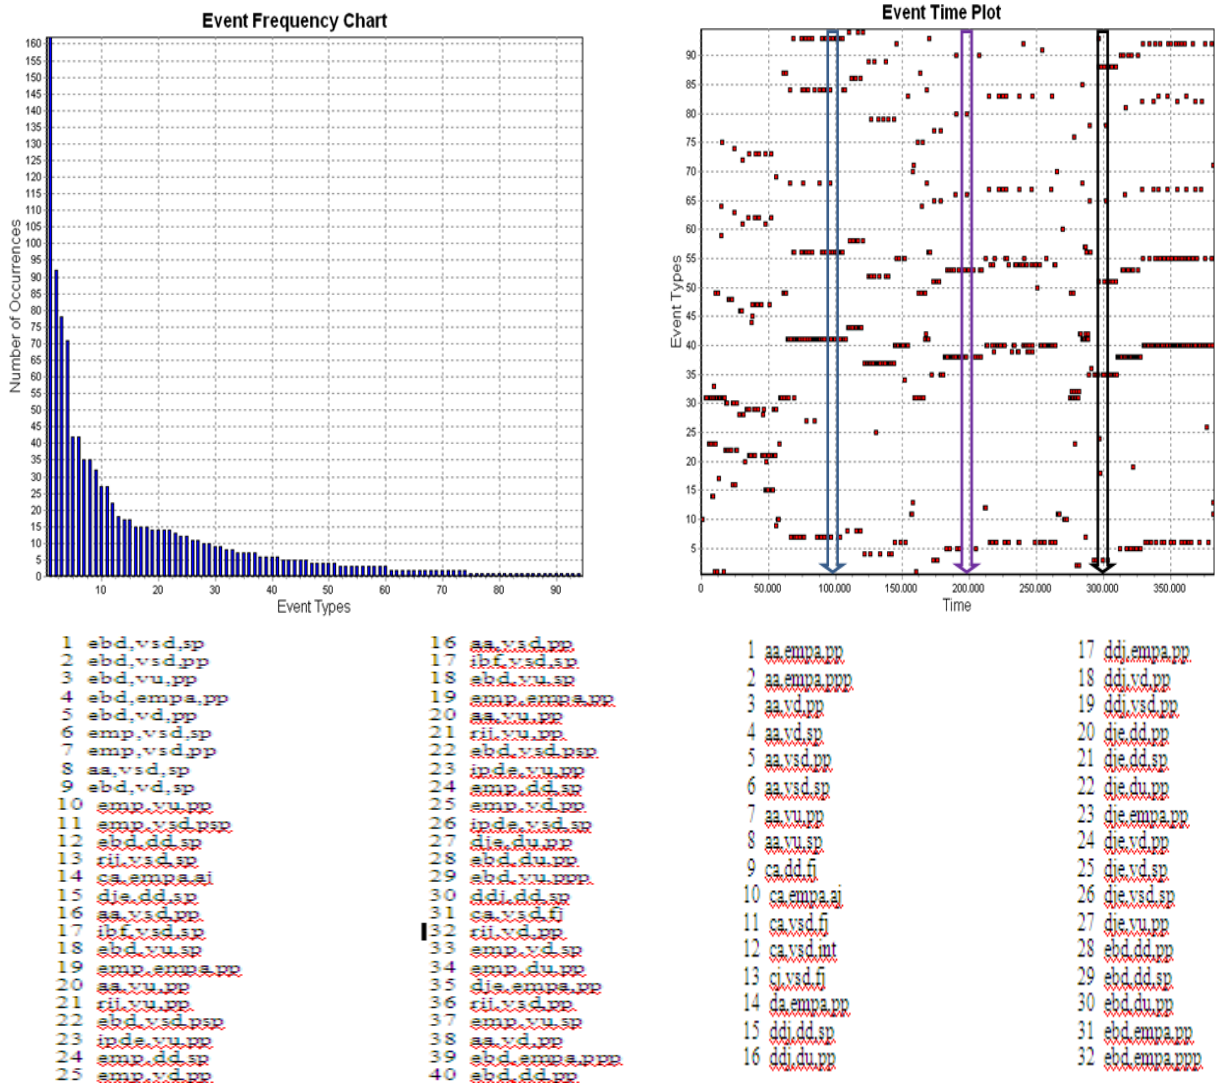 Event Frequency Chart
160
155
150
145
140
135
130
125
120
115
110
105
100
95
90
85
80
75
70
65
60
55
50
45
40
35
30
25
20
15
10
5
0
Number of Occurrences
10 20 30 40 50 60 70 80 90
Event Types
Event Time Plot
90
85
80
75
70
65
60
55
50
45
40
35
30
25
20
15
10
5
Event Types
0 50.000 100.000 150.000 200.000 250.000 300.000 350.000
Time
1 ebd,vsd,sp
2 ebd,vsd,pp
3 ebd,vu,pp
4 ebd,empa,pp
5 ebd,vd,pp
6 emp,vsd,sp
7 emp,vsd,pp
8 aa,vsd,sp
9 ebd,vd,sp
10 emp,vu,pp
11 emp,vsd,psp
12 ebd,dd,sp
13 rii,vsd,sp
14 ca,empa,aj
15 dje,dd,sp
16 aa,vsd,pp
17 ibf,vsd,sp
18 ebd,vu,sp
19 emp,empa,pp
20 aa,vu,pp
21 rii,vu,pp
22 ebd,vsd,psp
23 ipde,vu,pp
24 emp,dd,sp
25 emp,vd,pp
16 aa,vsd,pp
17 ibf,vsd,sp
18 ebd,vu,sp
19 emp,empa,pp
20 aa,vu,pp
21 rii,vu,pp
22 ebd,vsd,psp
23 ipde,vu,pp
24 emp,dd,sp
25 emp,vd,pp
26 ipde,vsd,sp
27 dje,du,pp
28 ebd,du,pp
29 ebd,vu,ppp
30 ddj,dd,sp
31 ca,vsd,fj
32 rii,vd,pp
33 emp,vd,sp
34 emp,du,pp
35 dje,empa,pp
36 rii,vsd,pp
37 emp,vu,sp
38 aa,vd,pp
39 ebd,empa,ppp
40 ebd,dd,pp
1 aa,empa,pp
2 aa,empa,ppp
3 aa,vd,pp
4 aa,vd,sp
5 aa,vsd,pp
6 aa,vsd,sp
7 aa,vu,pp
8 aa,vu,sp
9 ca,dd,fj
10 ca,empa,aj
11 ca,vsd,fj
12 ca,vsd,int
13 cj,vsd,fj
14 da,empa,pp
15 ddj,dd,sp
16 ddj,du,pp
17 ddj,empa,pp
18 ddj,vd,pp
19 ddj,vsd,pp
20 dje,dd,pp
21 dje,dd,sp
22 dje,du,pp
23 dje,empa,pp
24 dje,vd,pp
25 dje,vd,sp
26 dje,vsd,sp
27 dje,vu,pp
28 ebd,dd,pp
29 ebd,dd,sp
30 ebd,du,pp
31 ebd,empa,pp
32 ebd,empa,ppp